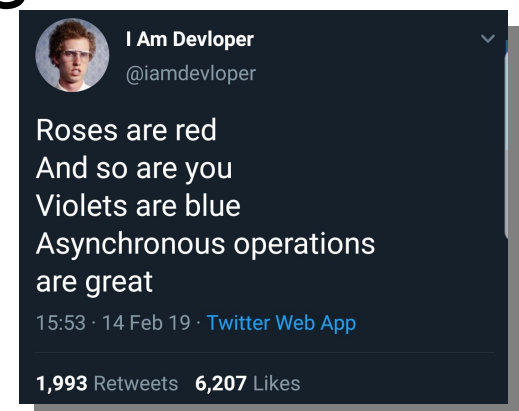 I Am Devloper
@iamdevloper
Roses are red
And so are you
Violets are blue
Asynchronous operations
are great
15:53 · 14 Feb 19 · Twitter Web App
1,993 Retweets 6,207 Likes